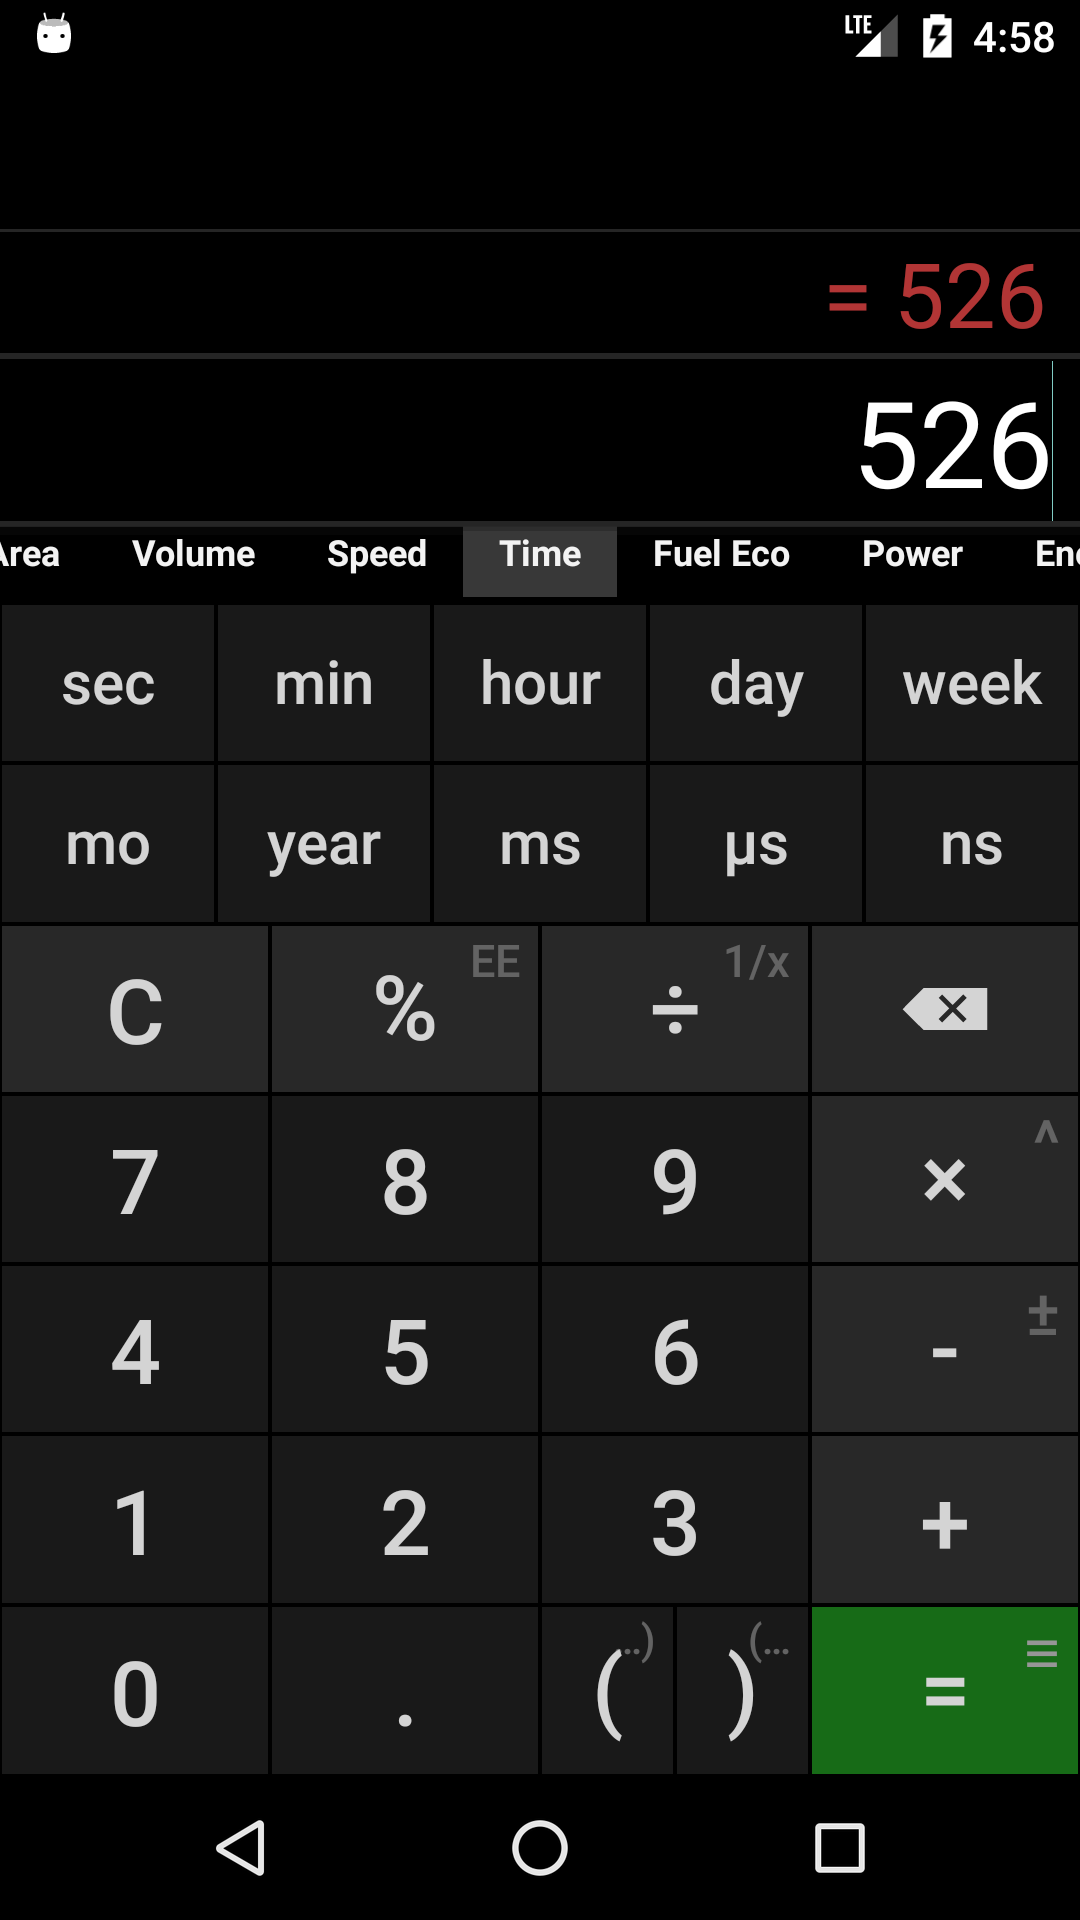 LTE 4:58
= 526
526
Area Volume Speed Time Fuel Eco Power
sec min hour day week
mo year ms µs ns
C % EE ÷ 1/x
7 8 9 × ^
4 5 6 - ±
1 2 3 +
0 . ( ..) ) (... =